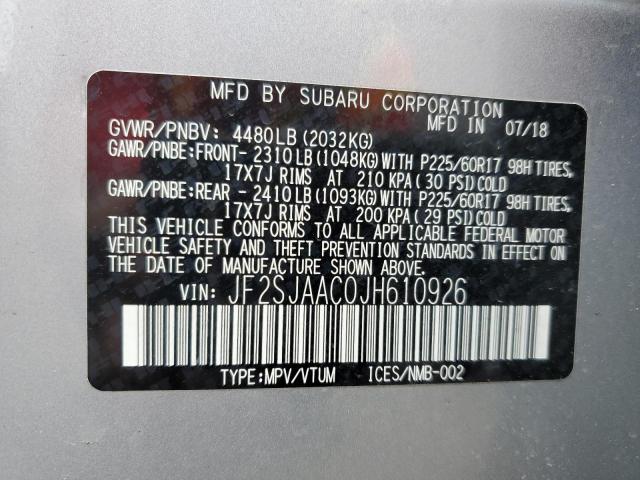 MFD BY SUBARU CORPORATION
MFD IN 07/18
GVWR/PNBV: 4480LB (2032KG)
GAWR/PNBE:FRONT- 2310LB (1048KG) WITH P225/60R17 98H TIRES,
17X7J RIMS AT 210 KPA (30 PSI) COLD
GAWR/PNBE:REAR - 2410LB (1093KG) WITH P225/60R17 98H TIRES,
17X7J RIMS AT 200 KPA (29 PSI) COLD
THIS VEHICLE CONFORMS TO ALL APPLICABLE FEDERAL MOTOR
VEHICLE SAFETY AND THEFT PREVENTION STANDARDS IN EFFECT
ON THE DATE OF MANUFACTURE SHOWN ABOVE.
VIN: JF2SJAAC0JH610926
TYPE:MPV/VTUM ICES/NMB-002